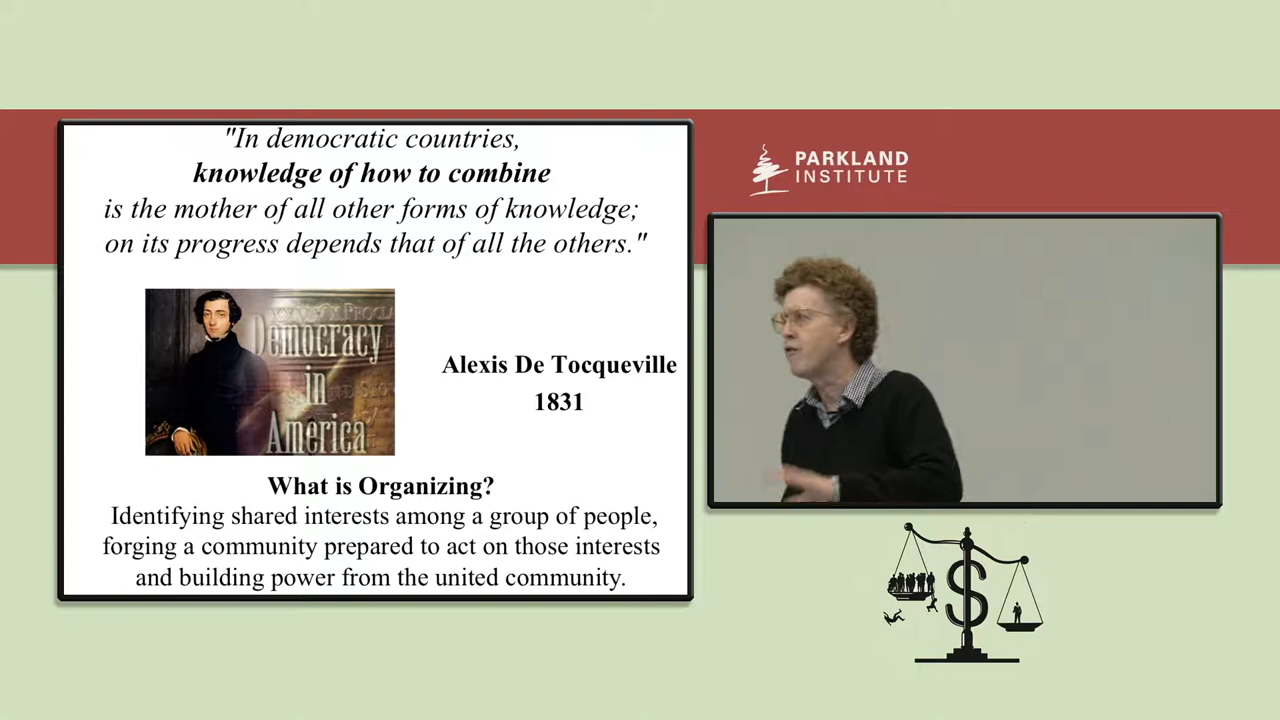 "In democratic countries,
knowledge of how to combine
is the mother of all other forms of knowledge;
on its progress depends that of all the others."
Democracy
in
America
Alexis De Tocqueville
1831
What is Organizing?
Identifying shared interests among a group of people,
forging a community prepared to act on those interests
and building power from the united community.
PARKLAND
INSTITUTE
$